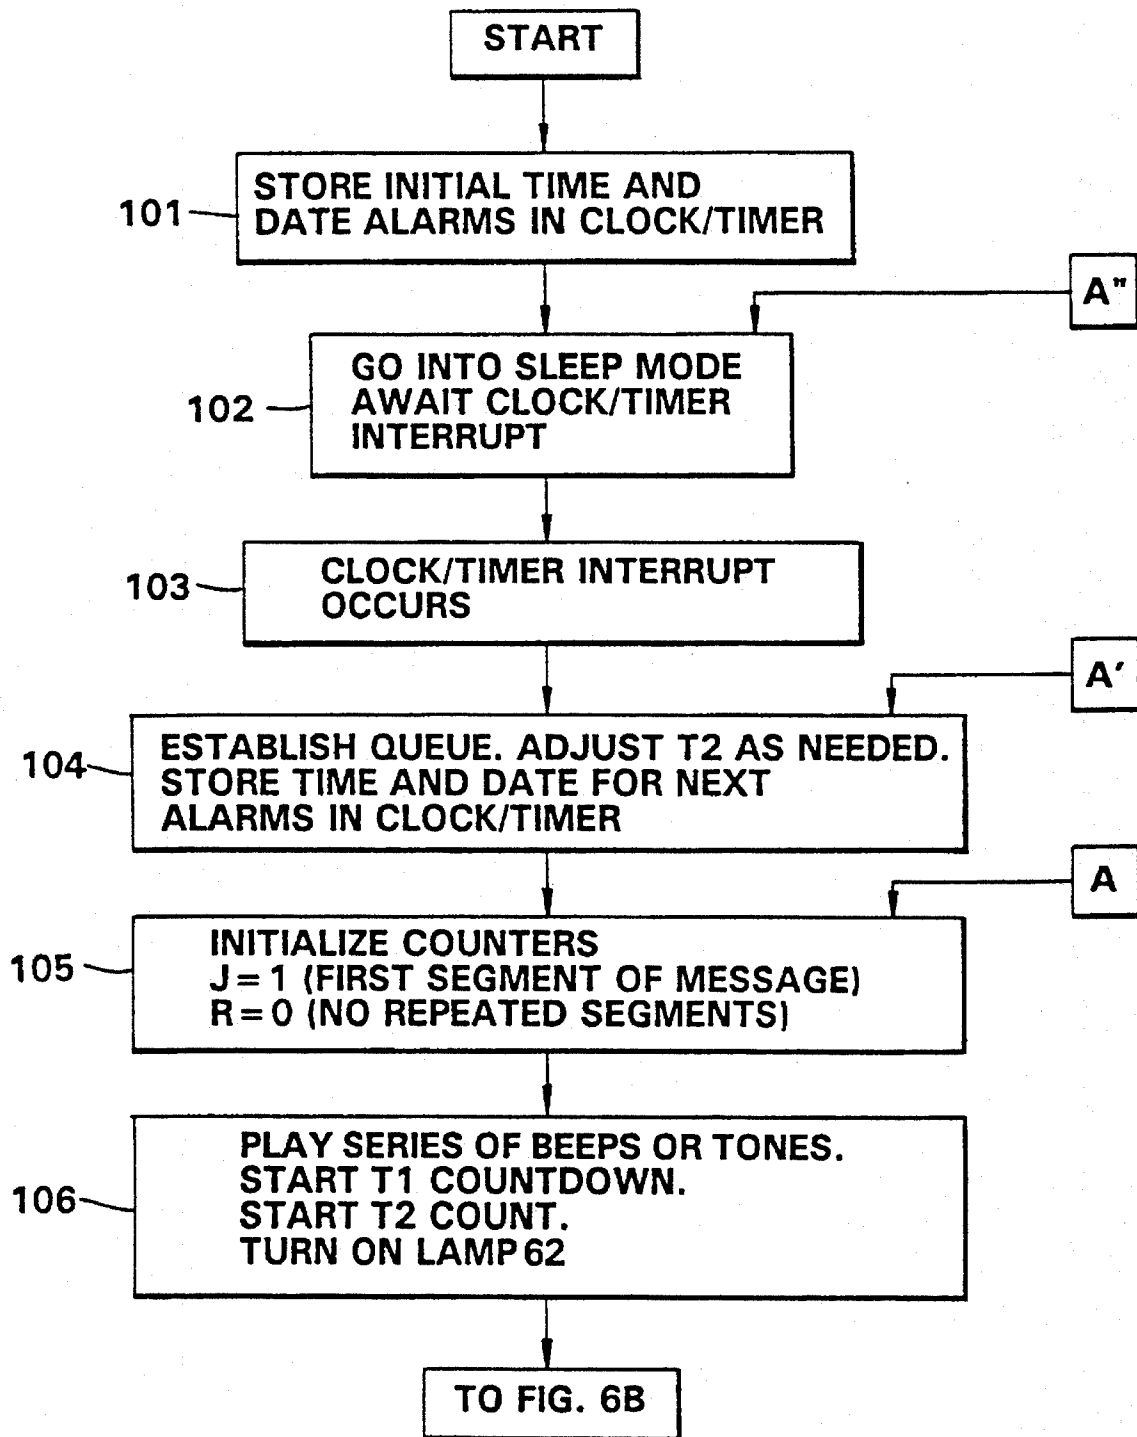 START
101
STORE INITIAL TIME AND
DATE ALARMS IN CLOCK/TIMER
A"
102
GO INTO SLEEP MODE
AWAIT CLOCK/TIMER
INTERRUPT
103
CLOCK/TIMER INTERRUPT
OCCURS
A'
104
ESTABLISH QUEUE. ADJUST T2 AS NEEDED.
STORE TIME AND DATE FOR NEXT
ALARMS IN CLOCK/TIMER
A
105
INITIALIZE COUNTERS
J=1 (FIRST SEGMENT OF MESSAGE)
R=0 (NO REPEATED SEGMENTS)
106
PLAY SERIES OF BEEPS OR TONES.
START T1 COUNTDOWN.
START T2 COUNT.
TURN ON LAMP 62
TO FIG. 6B